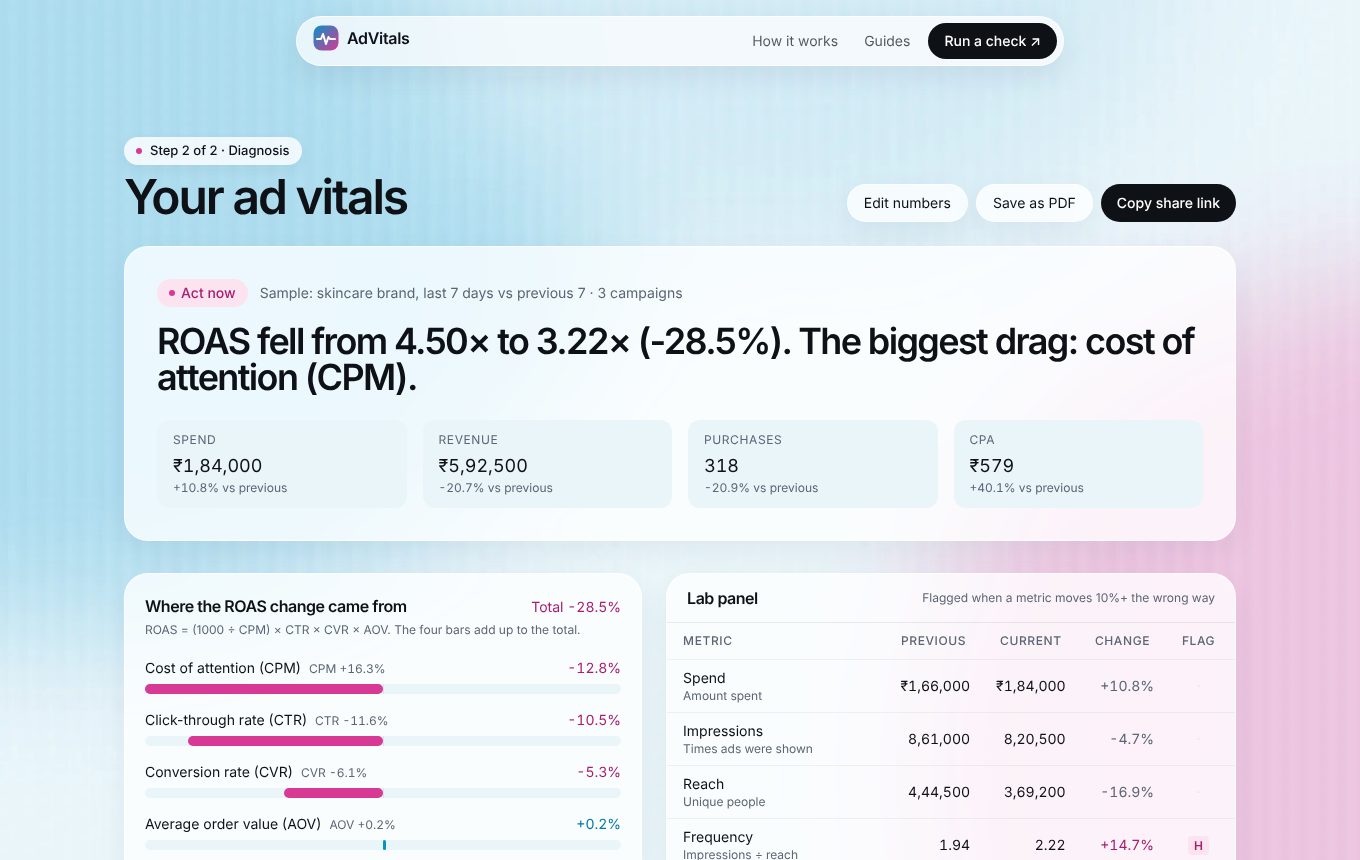 AdVitals
How it works
Guides
Run a check ↗
Step 2 of 2 · Diagnosis
Your ad vitals
Edit numbers
Save as PDF
Copy share link
Act now
Sample: skincare brand, last 7 days vs previous 7 · 3 campaigns
ROAS fell from 4.50× to 3.22× (-28.5%). The biggest drag: cost of
attention (CPM).
SPEND
₹1,84,000
+10.8% vs previous
REVENUE
₹5,92,500
-20.7% vs previous
PURCHASES
318
-20.9% vs previous
CPA
₹579
+40.1% vs previous
Where the ROAS change came from
Total -28.5%
ROAS = (1000 ÷ CPM) × CTR × CVR × AOV. The four bars add up to the total.
Cost of attention (CPM) CPM +16.3% -12.8%
Click-through rate (CTR) CTR -11.6% -10.5%
Conversion rate (CVR) CVR -6.1% -5.3%
Average order value (AOV) AOV +0.2% +0.2%
Lab panel
Flagged when a metric moves 10%+ the wrong way
METRIC PREVIOUS CURRENT CHANGE FLAG
Spend
Amount spent
₹1,66,000 ₹1,84,000 +10.8% ·
Impressions
Times ads were shown
8,61,000 8,20,500 -4.7% ·
Reach
Unique people
4,44,500 3,69,200 -16.9% ·
Frequency
Impressions ÷ reach
1.94 2.22 +14.7% H